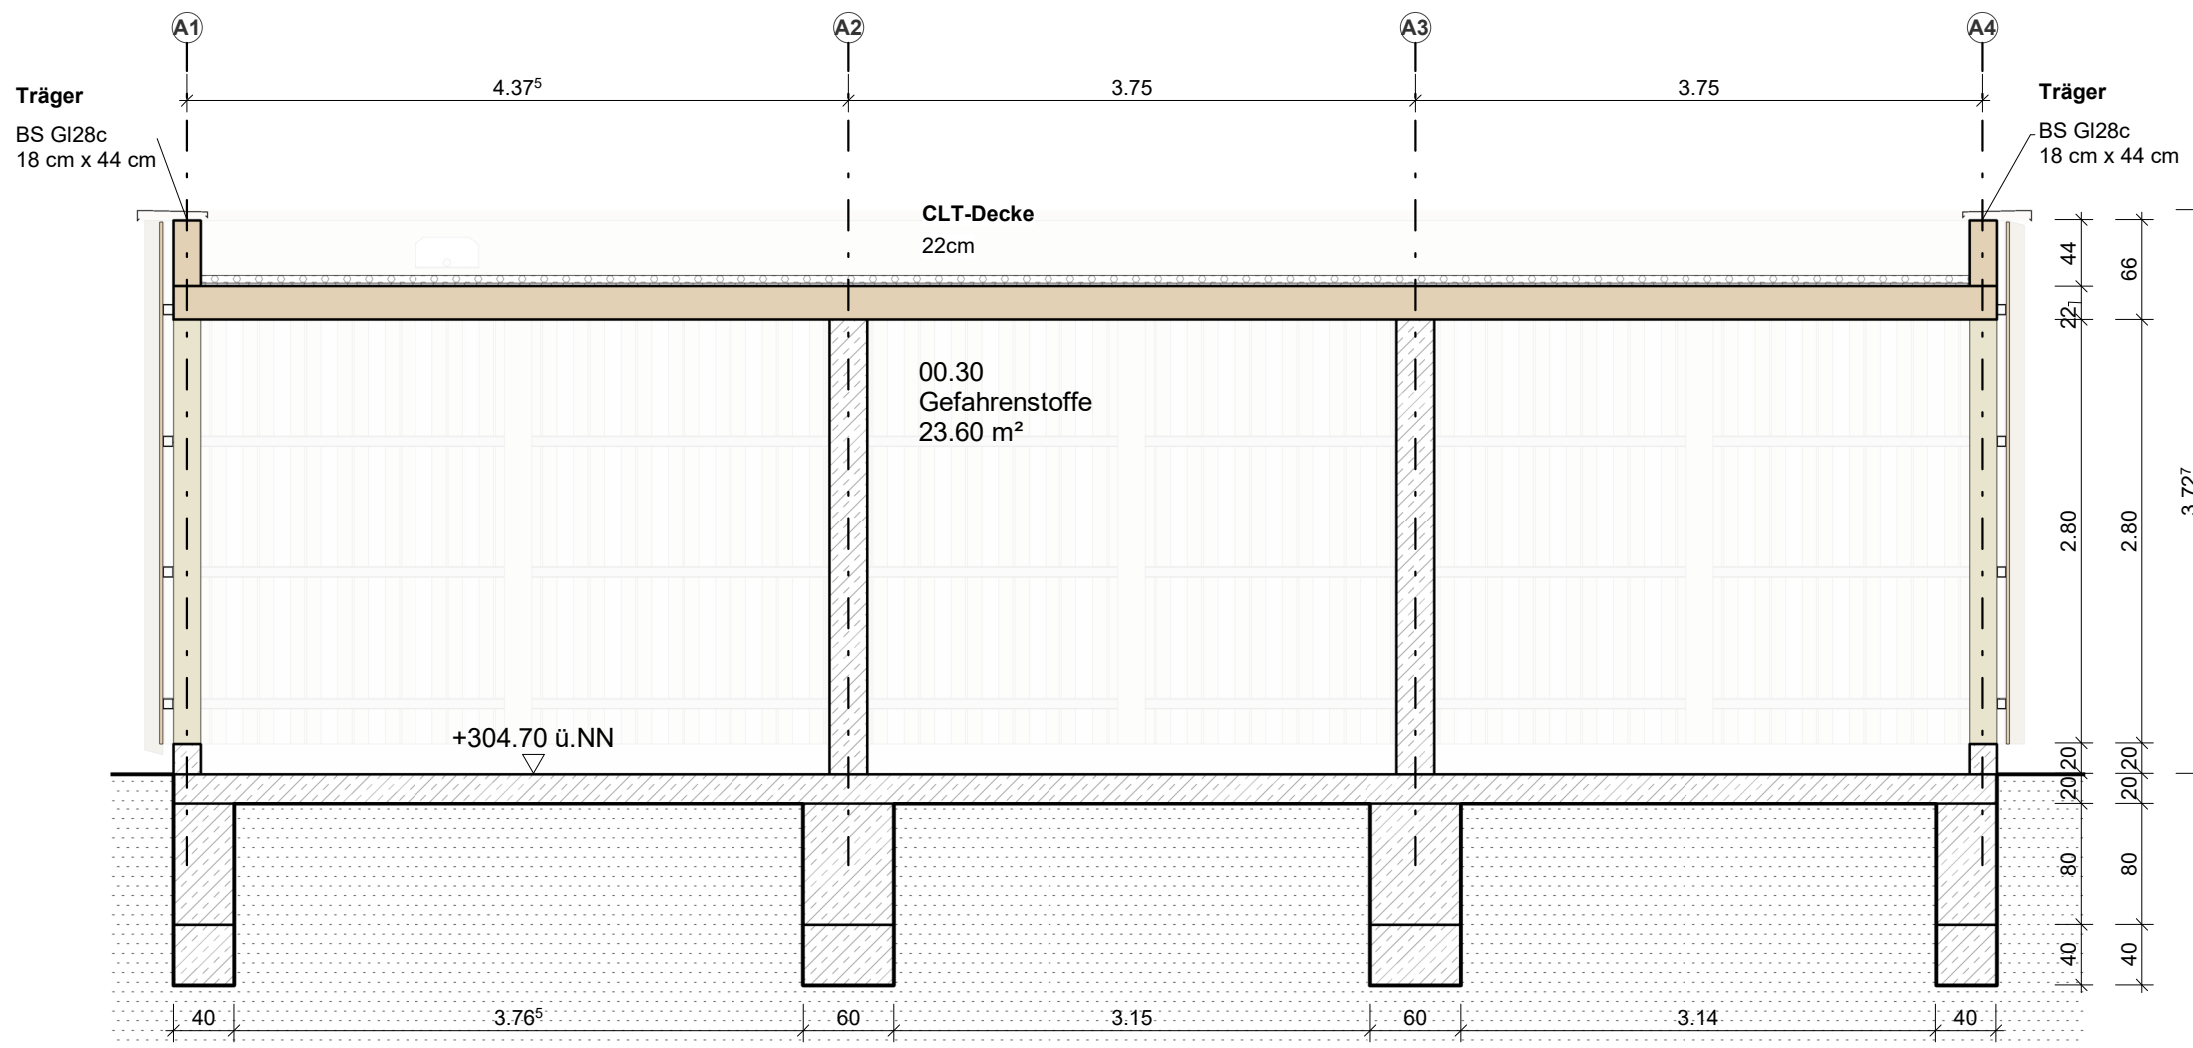 A1
A2
A3
A4
4.37⁵
3.75
3.75
Träger
BS Gl28c
18 cm x 44 cm
Träger
BS Gl28c
18 cm x 44 cm
CLT-Decke
22cm
00.30
Gefahrenstoffe
23.60 m²
+304.70 ü.NN
44
22¹
2.80
20
20
80
40
66
2.80
20
20
80
40
3.72⁷
40
3.76⁵
60
3.15
60
3.14
40